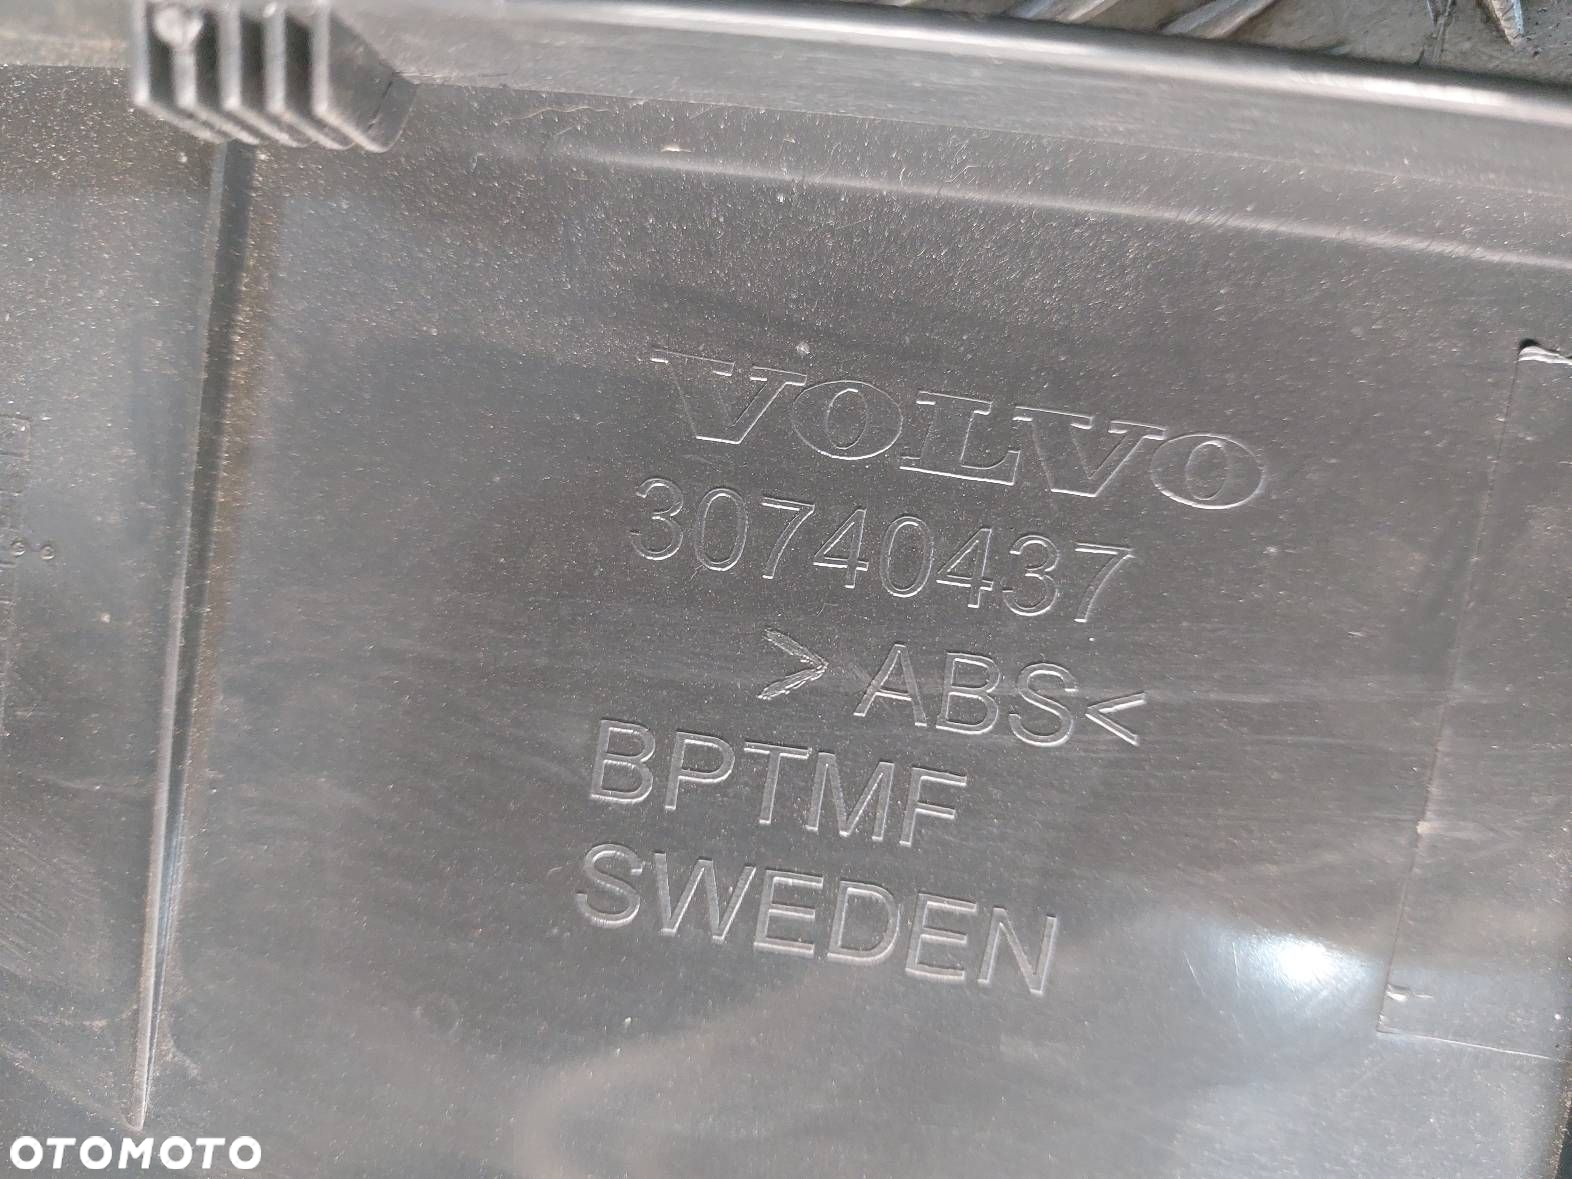 VOLVO
30740437
>ABS<
BPTMF
SWEDEN
OTOMOTO